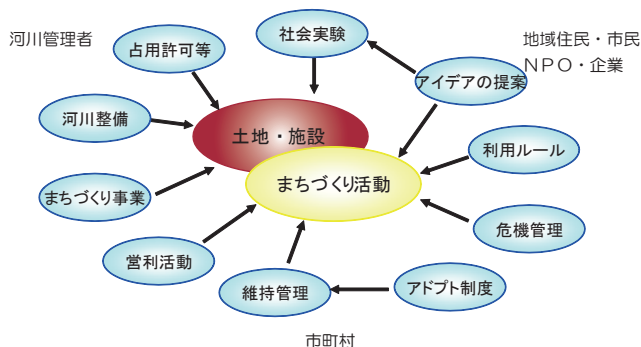 河川管理者
占用許可等
社会実験
地域住民・市民
NPO・企業
アイデアの提案
河川整備
土地・施設
利用ルール
まちづくり事業
まちづくり活動
危機管理
営利活動
維持管理
アドプト制度
市町村